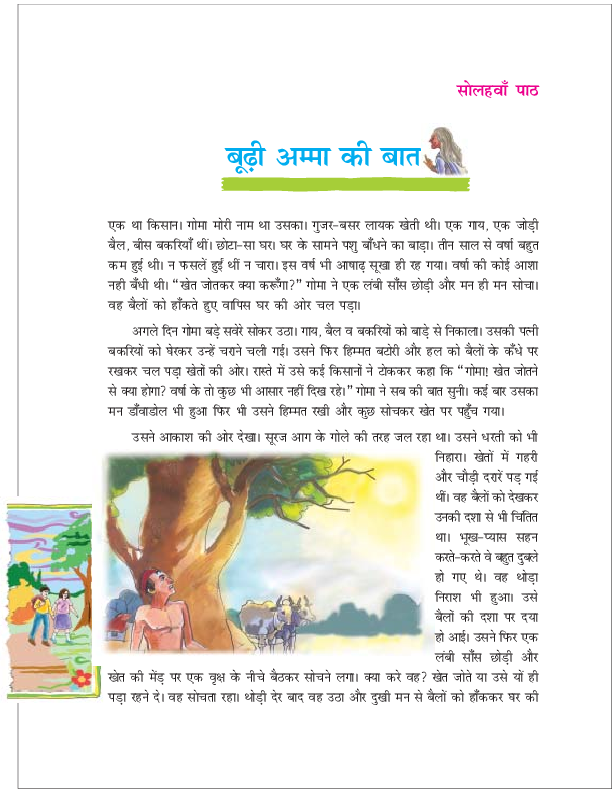 सोलहवाँ पाठ
बूढ़ी अम्मा की बात
एक था किसान। गोमा मोरी नाम था उसका। गुजर-बसर लायक खेती थी। एक गाय, एक जोड़ी
बैल, बीस बकरियाँ थीं। छोटा-सा घर। घर के सामने पशु बाँधने का बाड़ा। तीन साल से वर्षा बहुत
कम हुई थी। न फसलें हुईं थीं न चारा। इस वर्ष भी आषाढ़ सूखा ही रह गया। वर्षा की कोई आशा
नही बँधी थी। “खेत जोतकर क्या करूँगा?” गोमा ने एक लंबी साँस छोड़ी और मन ही मन सोचा।
वह बैलों को हाँकते हुए वापिस घर की ओर चल पड़ा।
अगले दिन गोमा बड़े सवेरे सोकर उठा। गाय, बैल व बकरियों को बाड़े से निकाला। उसकी पत्नी
बकरियों को घेरकर उन्हें चराने चली गई। उसने फिर हिम्मत बटोरी और हल को बैलों के कँधे पर
रखकर चल पड़ा खेतों की ओर। रास्ते में उसे कई किसानों ने टोककर कहा कि “गोमा! खेत जोतने
से क्या होगा? वर्षा के तो कुछ भी आसार नहीं दिख रहे।” गोमा ने सब की बात सुनी। कई बार उसका
मन डाँवाडोल भी हुआ फिर भी उसने हिम्मत रखी और कुछ सोचकर खेत पर पहुँच गया।
उसने आकाश की ओर देखा। सूरज आग के गोले की तरह जल रहा था। उसने धरती को भी
निहारा। खेतों में गहरी
और चौड़ी दरारें पड़ गई
थीं। वह बैलों को देखकर
उनकी दशा से भी चिंतित
था। भूख-प्यास सहन
करते-करते वे बहुत दुबले
हो गए थे। वह थोड़ा
निराश भी हुआ। उसे
बैलों की दशा पर दया
हो आई। उसने फिर एक
लंबी साँस छोड़ी और
खेत की मेंड़ पर एक वृक्ष के नीचे बैठकर सोचने लगा। क्या करे वह? खेत जोते या उसे यों ही
पड़ा रहने दे। वह सोचता रहा। थोड़ी देर बाद वह उठा और दुखी मन से बैलों को हाँककर घर की